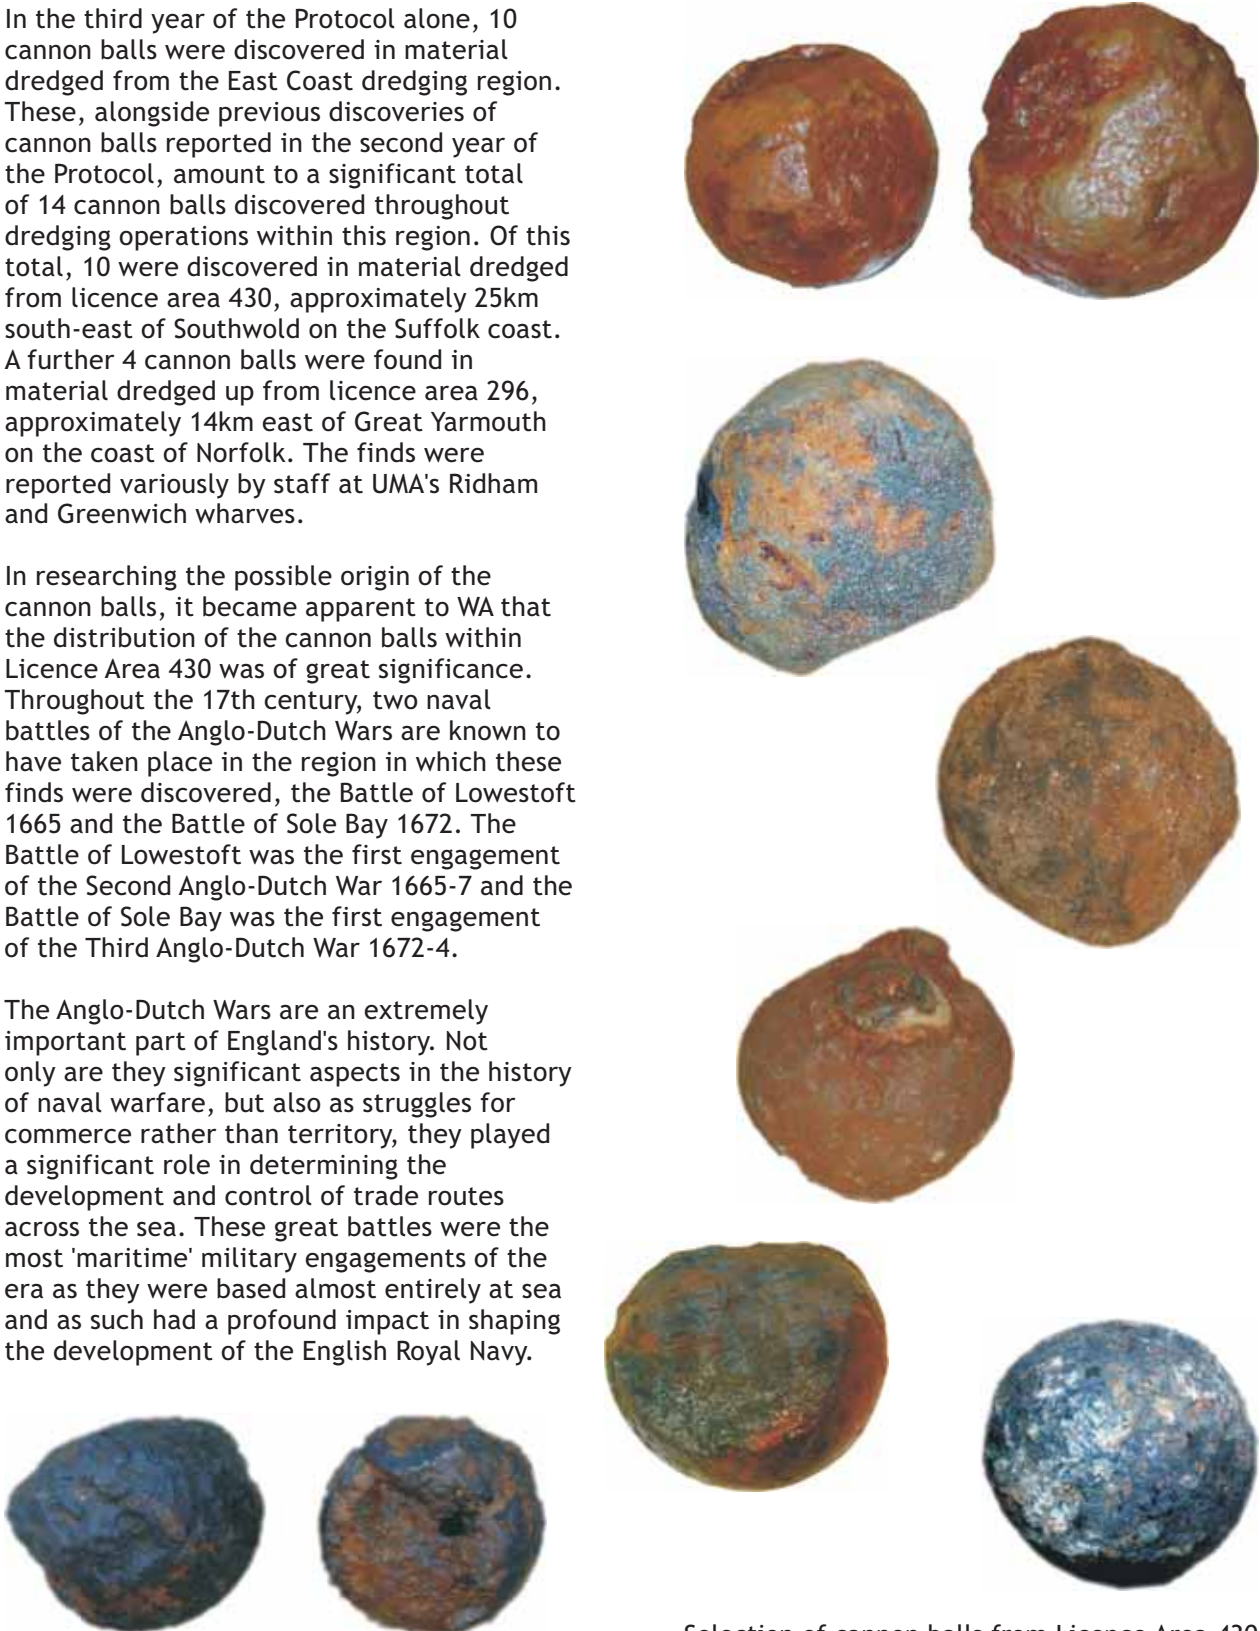 In the third year of the Protocol alone, 10
cannon balls were discovered in material
dredged from the East Coast dredging region.
These, alongside previous discoveries of
cannon balls reported in the second year of
the Protocol, amount to a significant total
of 14 cannon balls discovered throughout
dredging operations within this region. Of this
total, 10 were discovered in material dredged
from licence area 430, approximately 25km
south-east of Southwold on the Suffolk coast.
A further 4 cannon balls were found in
material dredged up from licence area 296,
approximately 14km east of Great Yarmouth
on the coast of Norfolk. The finds were
reported variously by staff at UMA's Ridham
and Greenwich wharves.

In researching the possible origin of the
cannon balls, it became apparent to WA that
the distribution of the cannon balls within
Licence Area 430 was of great significance.
Throughout the 17th century, two naval
battles of the Anglo-Dutch Wars are known to
have taken place in the region in which these
finds were discovered, the Battle of Lowestoft
1665 and the Battle of Sole Bay 1672. The
Battle of Lowestoft was the first engagement
of the Second Anglo-Dutch War 1665-7 and the
Battle of Sole Bay was the first engagement
of the Third Anglo-Dutch War 1672-4.

The Anglo-Dutch Wars are an extremely
important part of England's history. Not
only are they significant aspects in the history
of naval warfare, but also as struggles for
commerce rather than territory, they played
a significant role in determining the
development and control of trade routes
across the sea. These great battles were the
most 'maritime' military engagements of the
era as they were based almost entirely at sea
and as such had a profound impact in shaping
the development of the English Royal Navy.

Selection of cannon balls from Licence Area 430